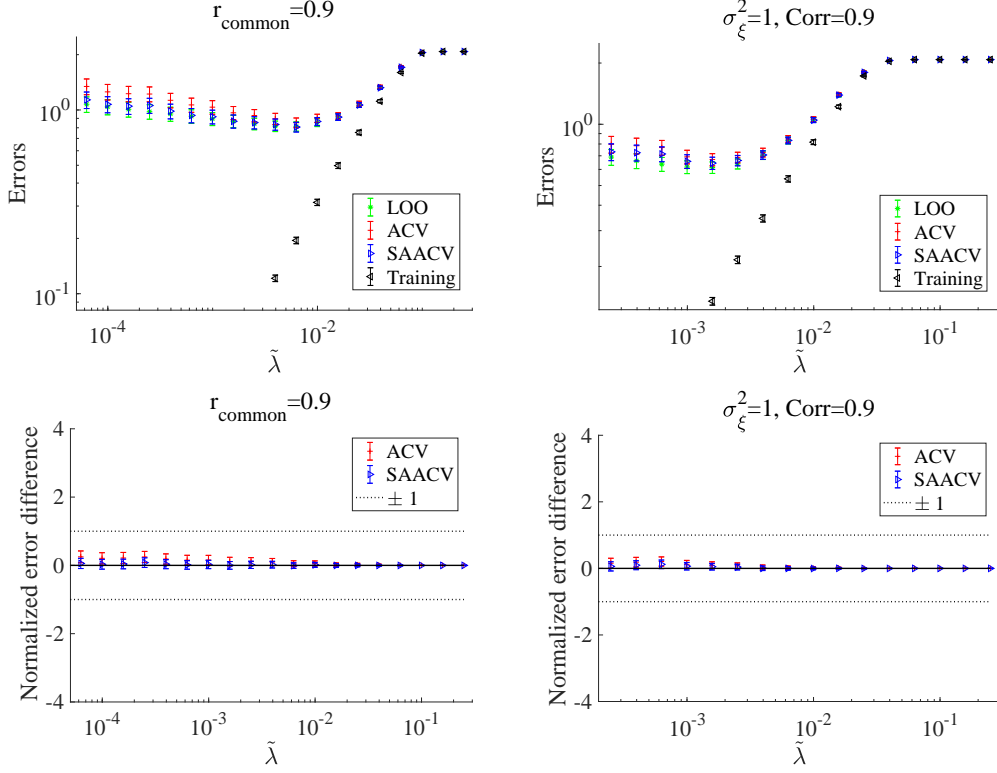 r_common=0.9
Errors
10^0
10^-1
LOO
ACV
SAACV
Training
10^-4
10^-2
λ̃
σ_ξ^2=1, Corr=0.9
Errors
10^0
LOO
ACV
SAACV
Training
10^-3
10^-2
10^-1
λ̃
r_common=0.9
Normalized error difference
4
2
0
-2
-4
ACV
SAACV
± 1
10^-4
10^-3
10^-2
10^-1
λ̃
σ_ξ^2=1, Corr=0.9
Normalized error difference
4
2
0
-2
-4
ACV
SAACV
± 1
10^-3
10^-2
10^-1
λ̃